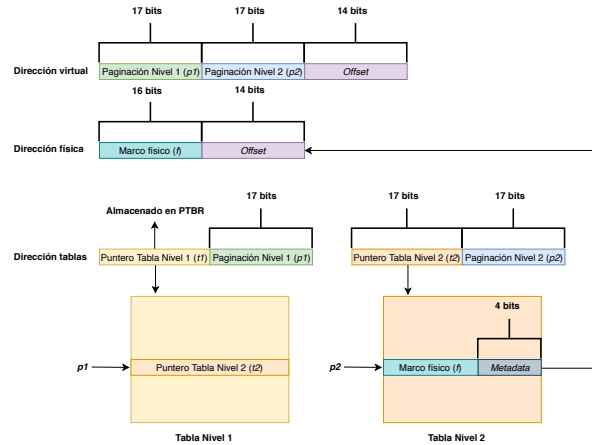 17 bits 17 bits 14 bits
Dirección virtual Paginación Nivel 1 (p1) Paginación Nivel 2 (p2) Offset
16 bits 14 bits
Dirección física Marco físico (f) Offset
17 bits 17 bits 17 bits
Almacenado en PTBR
Dirección tablas Puntero Tabla Nivel 1 (t1) Paginación Nivel 1 (p1) Puntero Tabla Nivel 2 (t2) Paginación Nivel 2 (p2)
4 bits
p1 Puntero Tabla Nivel 2 (t2) p2 Marco físico (f) Metadata
Tabla Nivel 1 Tabla Nivel 2